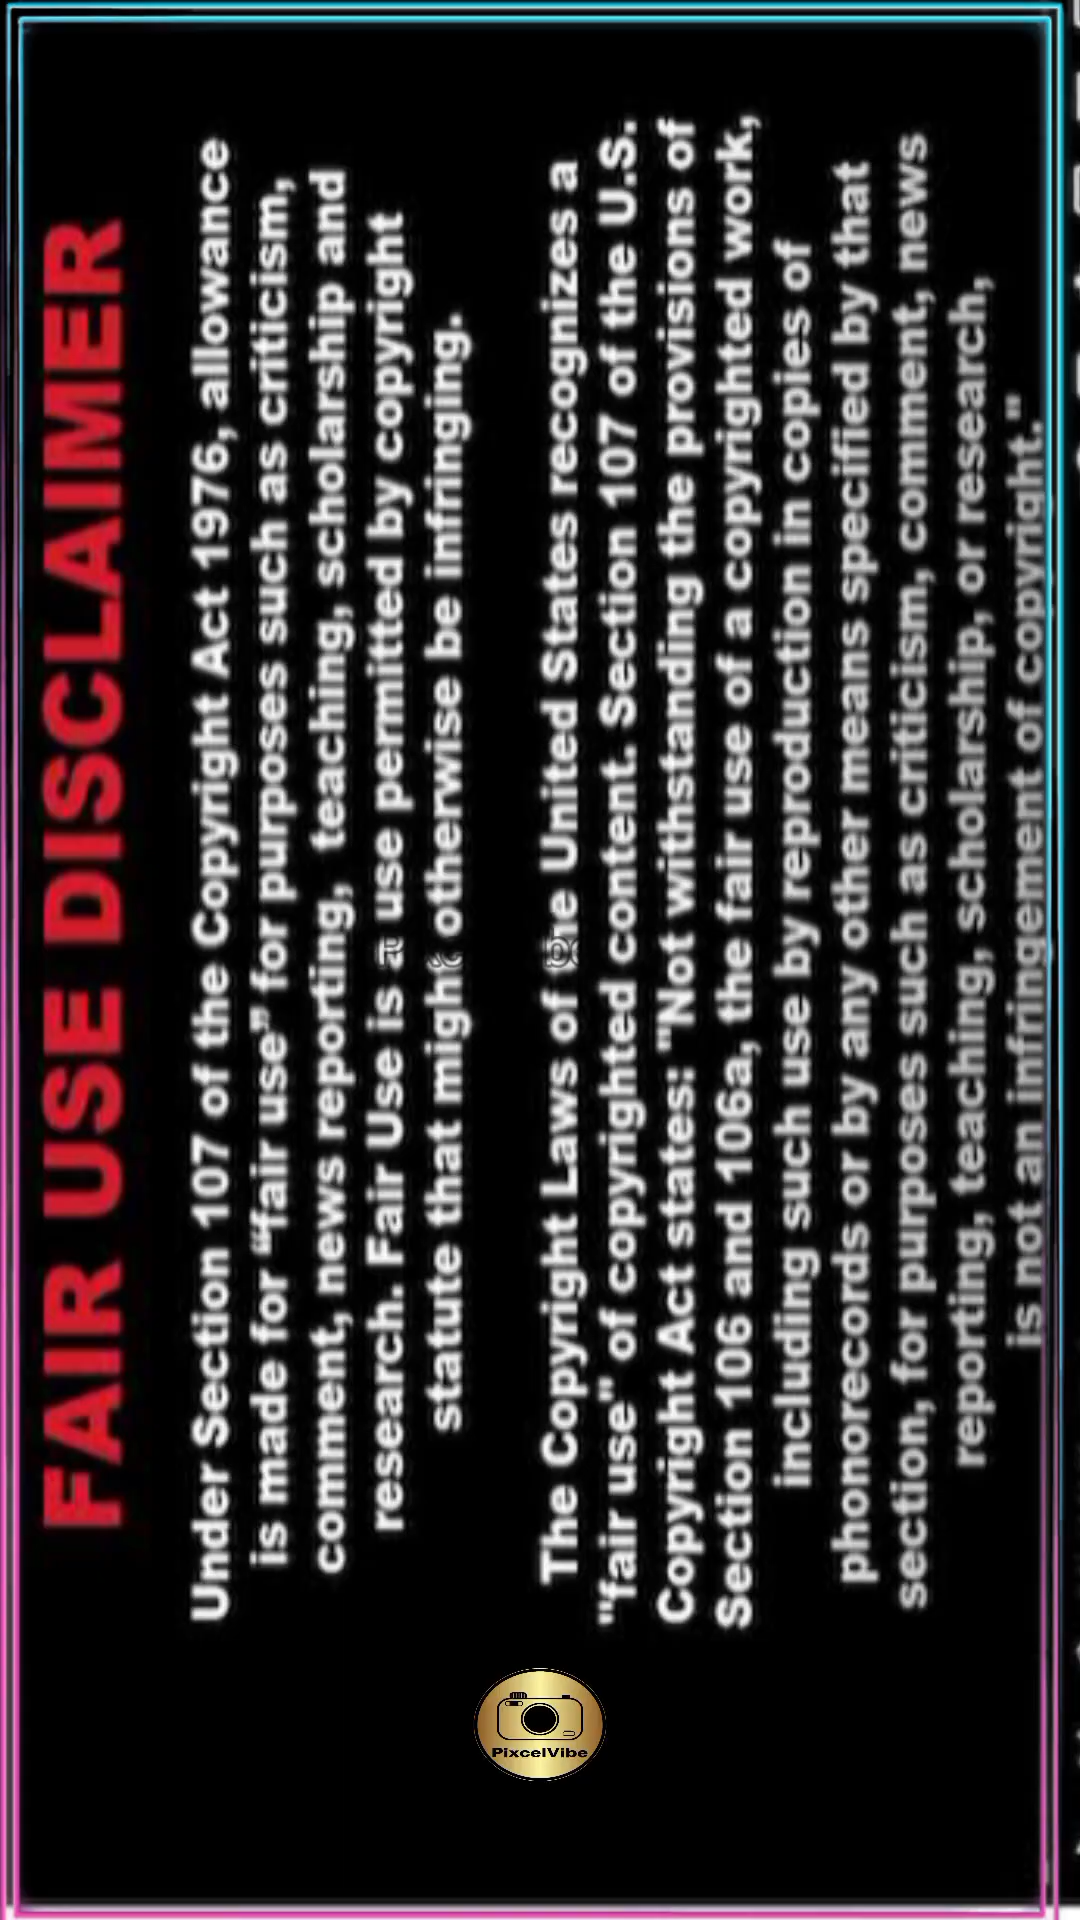 FAIR USE DISCLAIMER
Under Section 107 of the Copyright Act 1976, allowance
is made for “fair use” for purposes such as criticism,
comment, news reporting, teaching, scholarship and
research. Fair Use is a use permitted by copyright
statute that might otherwise be infringing.
The Copyright Laws of the United States recognizes a
"fair use" of copyrighted content. Section 107 of the U.S.
Copyright Act states: "Not withstanding the provisions of
Section 106 and 106a, the fair use of a copyrighted work,
including such use by reproduction in copies of
phonorecords or by any other means specified by that
section, for purposes such as criticism, comment, news
reporting, teaching, scholarship, or research,
is not an infringement of copyright."
PixcelVibe